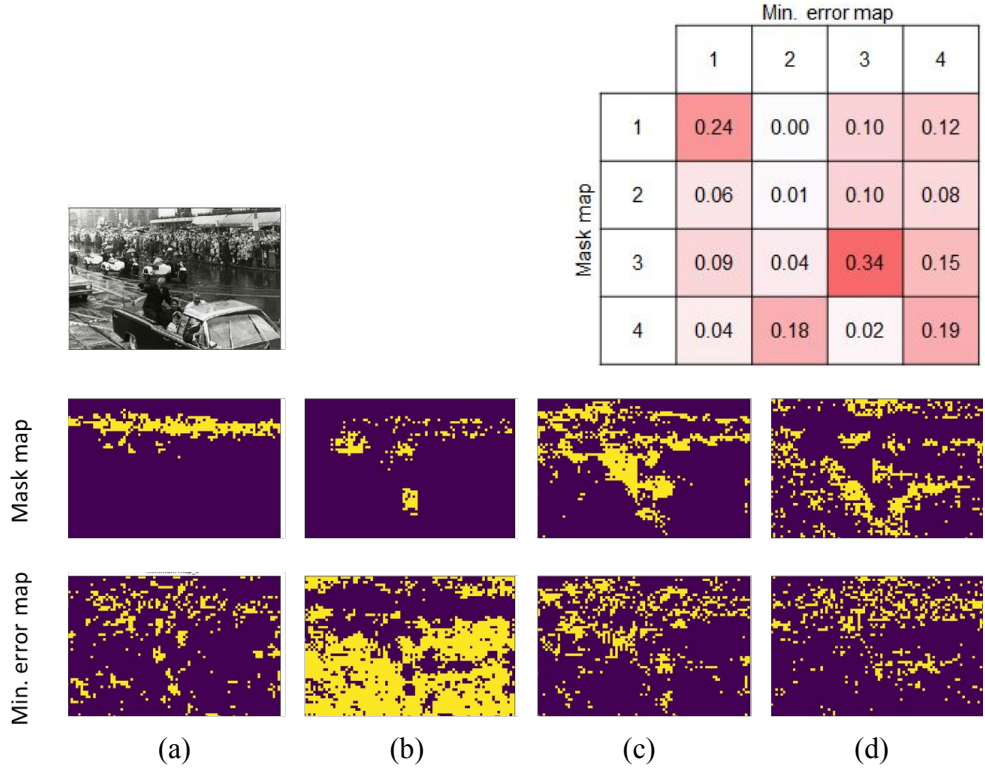 Min. error map
1 2 3 4
1 0.24 0.00 0.10 0.12
2 0.06 0.01 0.10 0.08
3 0.09 0.04 0.34 0.15
4 0.04 0.18 0.02 0.19
Mask map
Mask map
Min. error map
(a) (b) (c) (d)